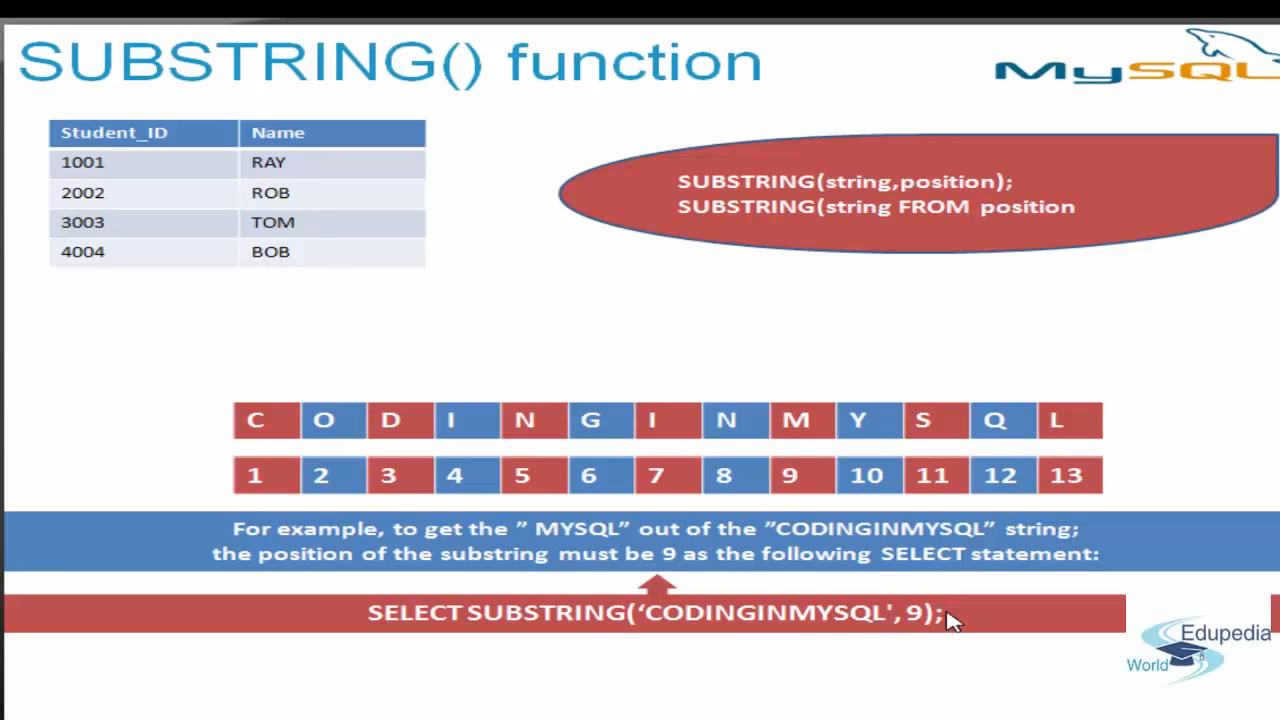 SUBSTRING() function
MySQL
Student_ID Name
1001 RAY
2002 ROB
3003 TOM
4004 BOB
SUBSTRING(string,position);
SUBSTRING(string FROM position
C O D I N G I N M Y S Q L
1 2 3 4 5 6 7 8 9 10 11 12 13
For example, to get the ” MYSQL” out of the ”CODINGINMYSQL” string;
the position of the substring must be 9 as the following SELECT statement:
SELECT SUBSTRING(‘CODINGINMYSQL', 9);
Edupedia
World